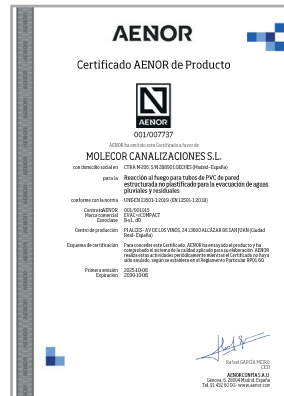 AENOR
Certificado AENOR de Producto
AENOR
001/007737
AENOR ha emitido este Certificado a favor de
MOLECOR CANALIZACIONES S.L.
con domicilio social en CTRA M-206, S/N 28890 LOECHES (Madrid - España)
para la Reacción al fuego para tubos de PVC de pared
estructurada no plastificado para la evacuación de aguas
pluviales y residuales
conforme con la norma UNE-EN 13501-1:2019 (EN 13501-1:2018)
Contrato AENOR 001/001015
Marca comercial EVAC+COMPACT
Euroclase B-s1, d0
Centro de producción PI ALCES - AV DE LOS VINOS, 24 13600 ALCÁZAR DE SAN JUAN (Ciudad
Real - España)
Esquema de certificación Para conceder este Certificado, AENOR ha ensayado el producto y ha
comprobado el sistema de la calidad aplicado para su elaboración. AENOR
realiza estas actividades periódicamente mientras el Certificado no haya
sido anulado, según se establece en el Reglamento Particular
Primera emisión 2025-10-06
Expiración 2030-10-06
Rafael GARCÍA MEIRO
CEO
AENOR CONFÍA S.A.U.
Génova, 6. 28004 Madrid. España
Tel. 91 432 60 00.- www.aenor.com